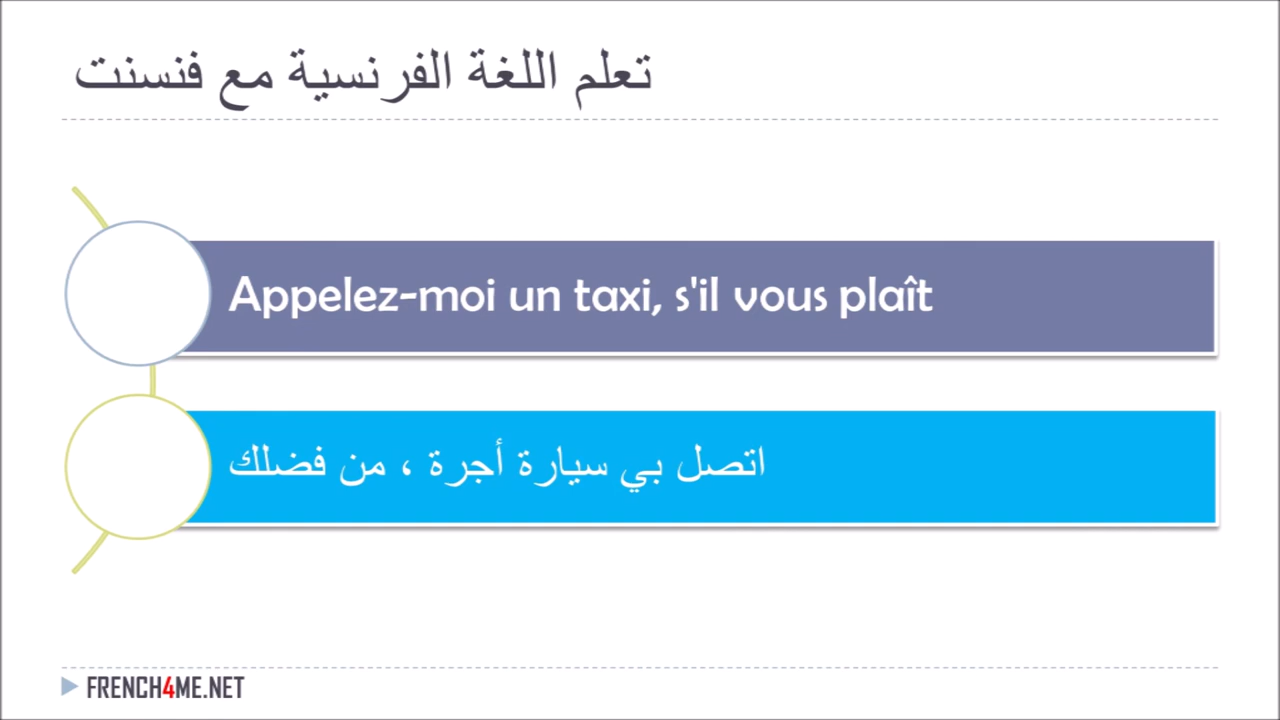 تعلم اللغة الفرنسية مع فنسنت
Appelez-moi un taxi, s'il vous plaît
اتصل بي سيارة أجرة ، من فضلك
FRENCH4ME.NET